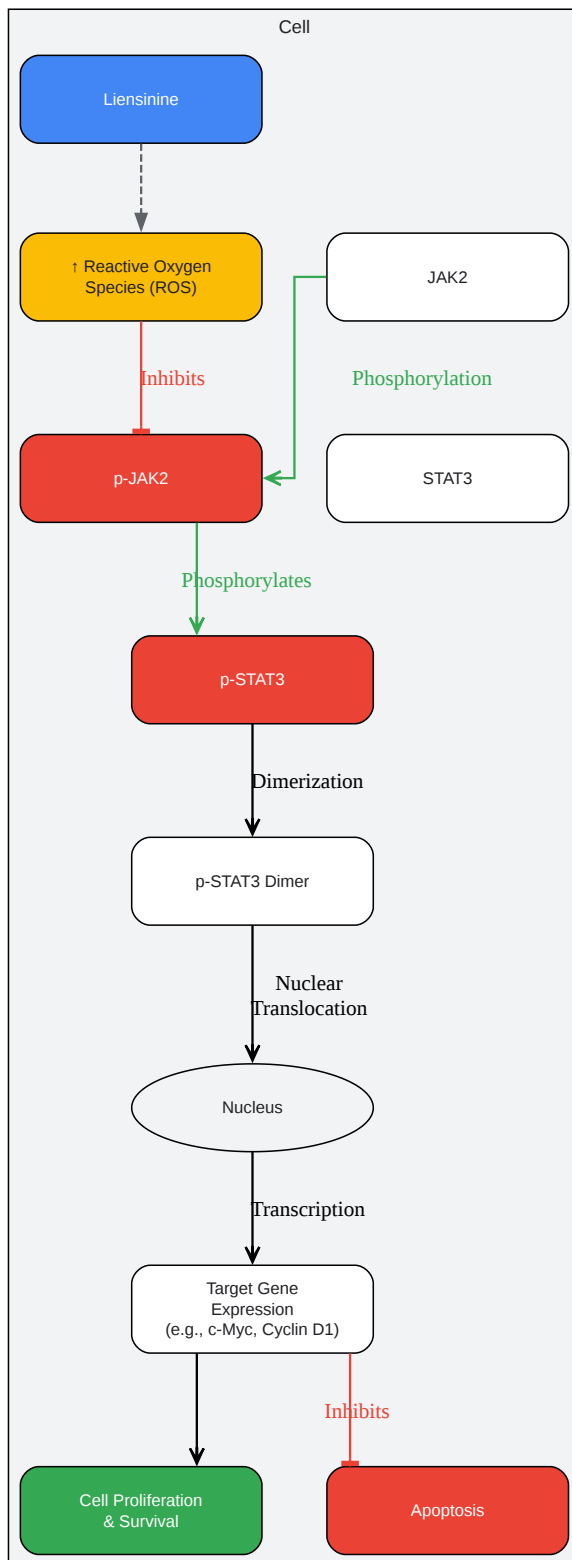 Cell
Liensinine
↑ Reactive Oxygen
Species (ROS)
JAK2
Inhibits
Phosphorylation
p-JAK2
STAT3
Phosphorylates
p-STAT3
Dimerization
p-STAT3 Dimer
Nuclear
Translocation
Nucleus
Transcription
Target Gene
Expression
(e.g., c-Myc, Cyclin D1)
Inhibits
Cell Proliferation
& Survival
Apoptosis